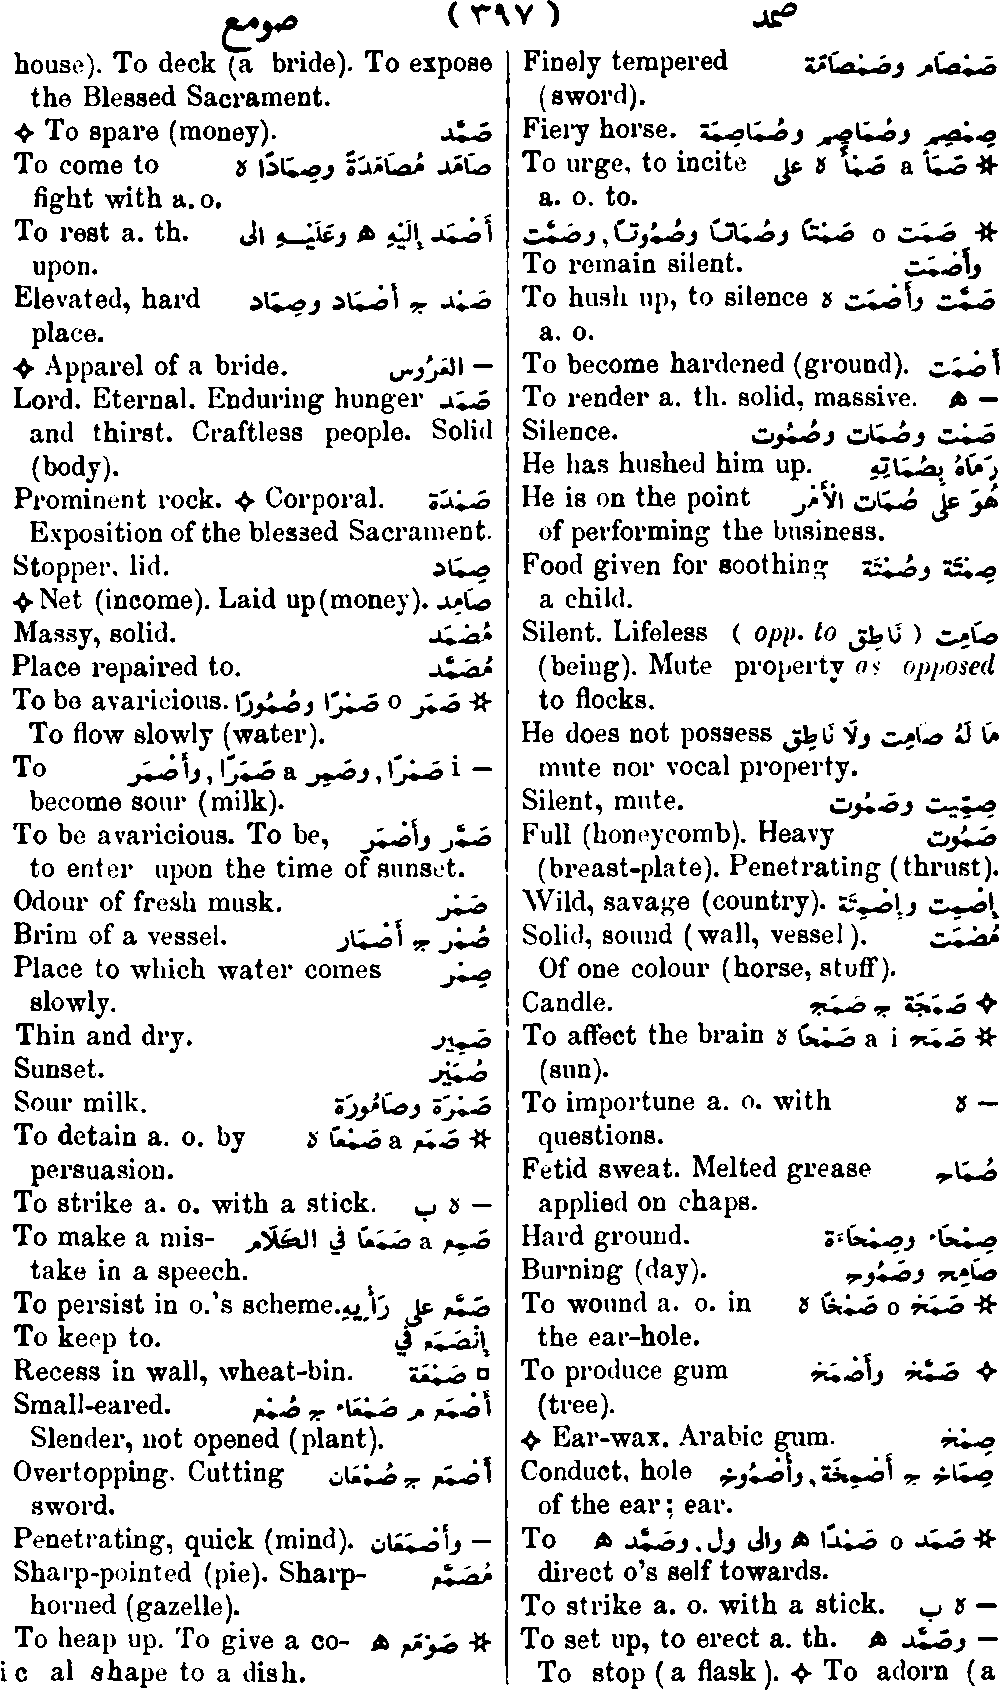 صمد ( ٣٩٧ ) صومع
Finely tempered صَمْصَام وصَمْصَامَة
(sword).
Fiery horse. صِمْصِم وصُمَاصِم وصُمَاصِمَة
To urge, to incite ✻ صَمَأ a صَمْأً ه على
a. o. to.
✻ صَمَت o صَمْتًا وصُمَاتًا وصُمُوتًا, وصَمَّت
To remain silent. وأَصْمَت
To hush up, to silence صَمَّت وأَصْمَت ه
a. o.
To become hardened (ground). أَصْمَت
To render a. th. solid, massive. – ه
Silence. صَمْت وصُمَات وصُمُوت
He has hushed him up. رَمَاهُ بِصُمَاتِهِ
He is on the point هُوَ عَلَى صُمَات الأَمْر
of performing the business.
Food given for soothing صِمْتَة وصُمْتَة
a child.
Silent. Lifeless ( opp. to نَاطِق ) صَامِت
(being). Mute property as opposed
to flocks.
He does not possess مَا لَهُ صَامِت ولَا نَاطِق
mute nor vocal property.
Silent, mute. صِمِّيت وصَمُوت
Full (honeycomb). Heavy صَمُوت
(breast-plate). Penetrating (thrust).
Wild, savage (country). إِصْمِت وإِصْمِتَة
Solid, sound (wall, vessel). مُصْمَت
Of one colour (horse, stuff).
Candle. ✧ صَمَجَة ج صَمَج
To affect the brain ✻ صَمَح a i صَمْحًا ه
(sun).
To importune a. o. with – ه
questions.
Fetid sweat. Melted grease صُمَاح
applied on chaps.
Hard ground. صِمْحَاء وصِمْحَاءَة
Burning (day). صَامِح وصَمُوح
To wound a. o. in ✻ صَمَخ o صَمْخًا ه
the ear-hole.
To produce gum ✧ صَمَّخ وأَصْمَخ
(tree).
✧ Ear-wax. Arabic gum. صِمْخ
Conduct, hole صِمَاخ ج أَصْمِخَة, وأُصْمُوخ
of the ear; ear.
To ✻ صَمَد o صَمْدًا ه والى ول, وصَمَّد ه
direct o's self towards.
To strike a. o. with a stick. – ه ب
To set up, to erect a. th. – وصَمَّد ه
To stop (a flask). ✧ To adorn (a
house). To deck (a bride). To expose
the Blessed Sacrament.
✧ To spare (money). صَمَّد
To come to صَامَد مُصَامَدَةً وصِمَادًا ه
fight with a. o.
To rest a. th. أَصْمَد إِلَيْهِ ه وعَلَيْهِ الى
upon.
Elevated, hard صَمْد ج أَصْمَاد وصِمَاد
place.
✧ Apparel of a bride. – العَرُوس
Lord. Eternal. Enduring hunger صَمَد
and thirst. Craftless people. Solid
(body).
Prominent rock. ✧ Corporal. صَمْدَة
Exposition of the blessed Sacrament.
Stopper, lid. صِمَاد
✧ Net (income). Laid up (money). صَامِد
Massy, solid. مُصْمَد
Place repaired to. مُصَمَّد
To be avaricious. ✻ صَمَر o صَمْرًا وصُمُورًا
To flow slowly (water).
To – i صَمْرًا, وصَمِر a صَمَرًا, وأَصْمَر
become sour (milk).
To be avaricious. To be, صَمَّر وأَصْمَر
to enter upon the time of sunset.
Odour of fresh musk. صَمْر
Brim of a vessel. صُمْر ج أَصْمَار
Place to which water comes صِمْر
slowly.
Thin and dry. صَمِير
Sunset. صُمَيْر
Sour milk. صَمْرَة وصَامُورَة
To detain a. o. by ✻ صَمَع a صَمْعًا ه
persuasion.
To strike a. o. with a stick. – ه ب
To make a mis- صَمِع a صَمَعًا في الكَلَام
take in a speech.
To persist in o.'s scheme. صَمَّع على رَأْيِهِ
To keep to. إِنْصَمَع في
Recess in wall, wheat-bin. ▫ صَمْعَة
Small-eared. أَصْمَع م صَمْعَاء ج صُمْع
Slender, not opened (plant).
Overtopping. Cutting أَصْمَع ج صُمْعَان
sword.
Penetrating, quick (mind). – وأَصْمَعَان
Sharp-pointed (pie). Sharp- مُصَمَّع
horned (gazelle).
To heap up. To give a co- ✻ صَوْمَع ه
ic al shape to a dish.